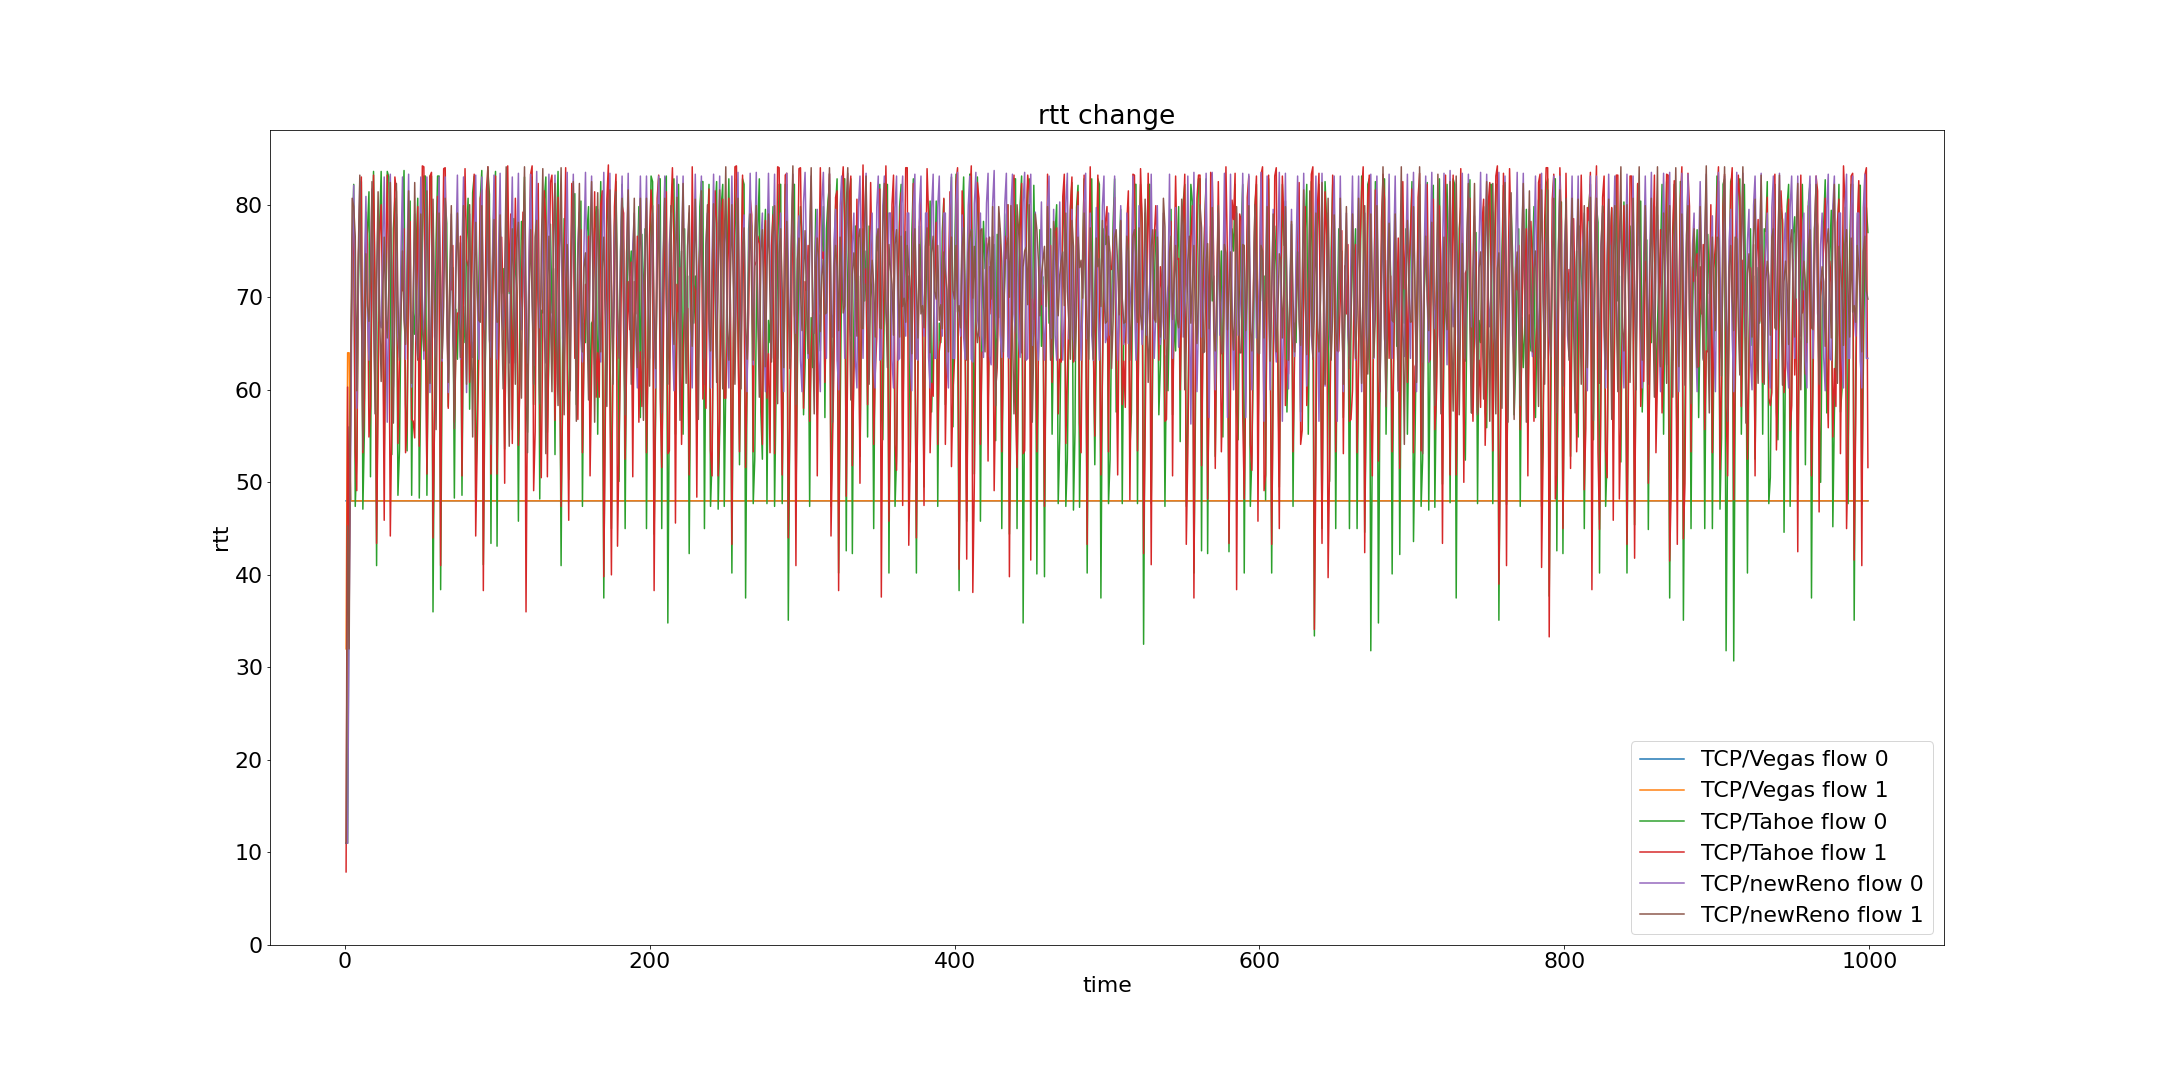 rtt change
rtt
80
70
60
50
40
30
20
10
0
0 200 400 600 800 1000
time
TCP/Vegas flow 0
TCP/Vegas flow 1
TCP/Tahoe flow 0
TCP/Tahoe flow 1
TCP/newReno flow 0
TCP/newReno flow 1